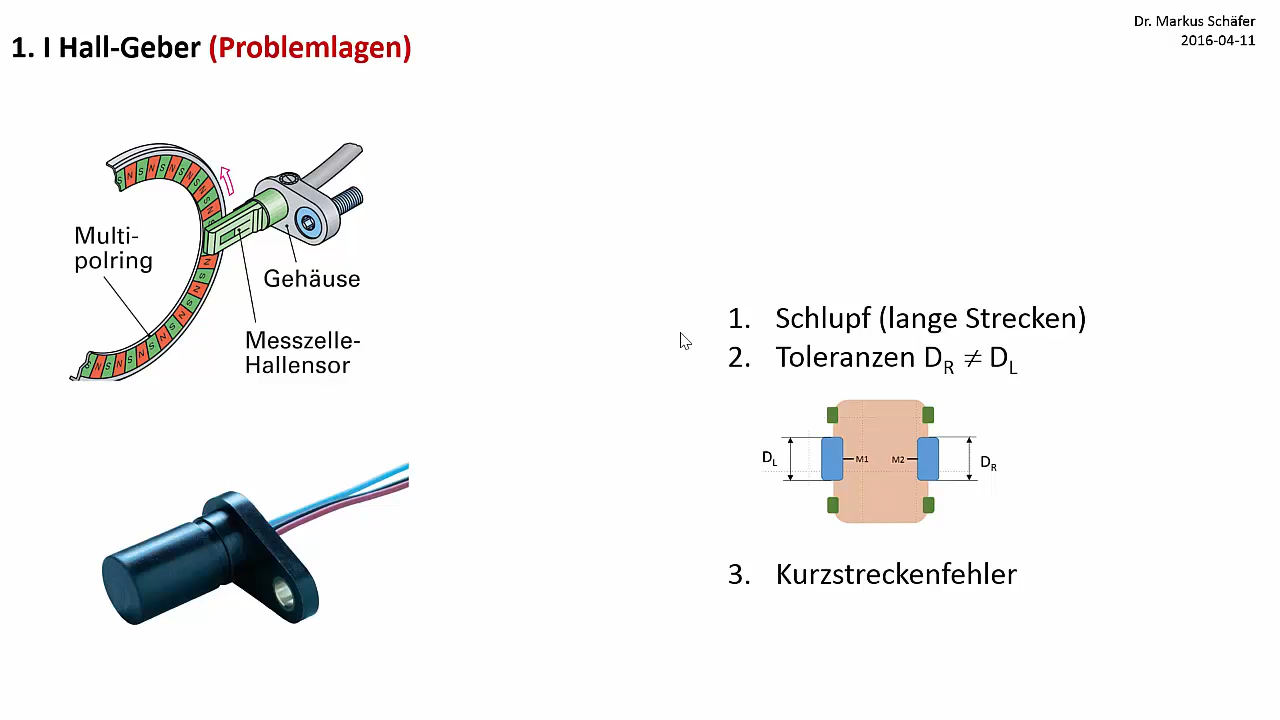 1. I Hall-Geber (Problemlagen)
Dr. Markus Schäfer
2016-04-11
Multi-
polring
Gehäuse
Messzelle-
Hallensor
1. Schlupf (lange Strecken)
2. Toleranzen DR ≠ DL
DL
M1
M2
DR
3. Kurzstreckenfehler